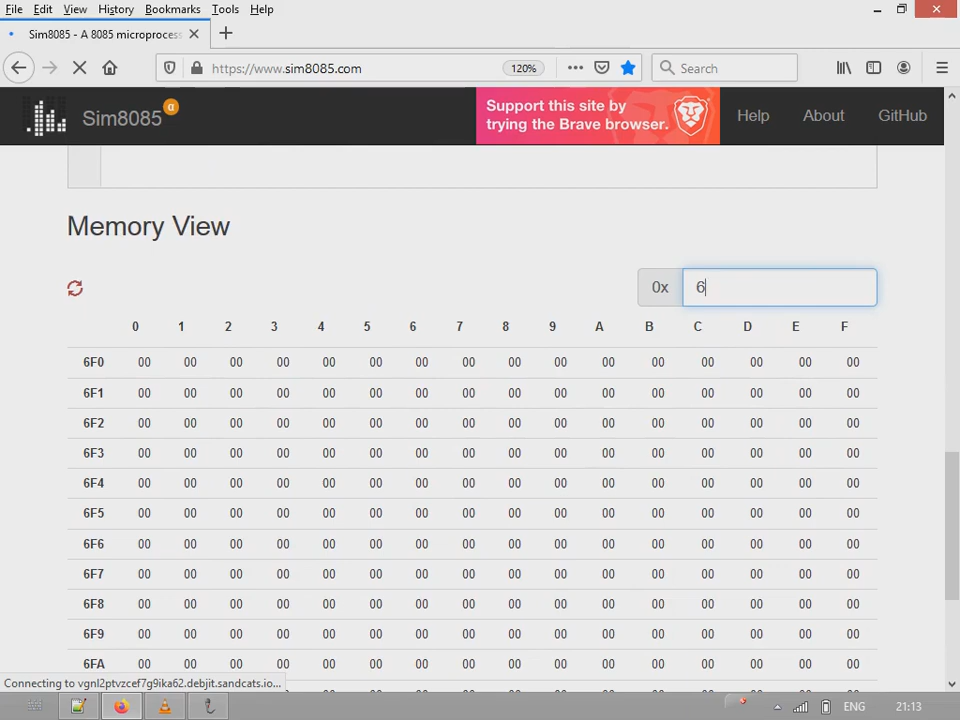 File Edit View History Bookmarks Tools Help
Sim8085 - A 8085 microproces
https://www.sim8085.com 120% Search
Sim8085 α
Support this site by
trying the Brave browser.
Help About GitHub
Memory View
0x 6
0 1 2 3 4 5 6 7 8 9 A B C D E F
6F0 00 00 00 00 00 00 00 00 00 00 00 00 00 00 00 00
6F1 00 00 00 00 00 00 00 00 00 00 00 00 00 00 00 00
6F2 00 00 00 00 00 00 00 00 00 00 00 00 00 00 00 00
6F3 00 00 00 00 00 00 00 00 00 00 00 00 00 00 00 00
6F4 00 00 00 00 00 00 00 00 00 00 00 00 00 00 00 00
6F5 00 00 00 00 00 00 00 00 00 00 00 00 00 00 00 00
6F6 00 00 00 00 00 00 00 00 00 00 00 00 00 00 00 00
6F7 00 00 00 00 00 00 00 00 00 00 00 00 00 00 00 00
6F8 00 00 00 00 00 00 00 00 00 00 00 00 00 00 00 00
6F9 00 00 00 00 00 00 00 00 00 00 00 00 00 00 00 00
6FA 00 00 00 00 00 00 00 00 00 00 00 00 00 00 00 00
Connecting to vgnl2ptvzcef7g9ika62.debjit.sandcats.io...
ENG 21:13